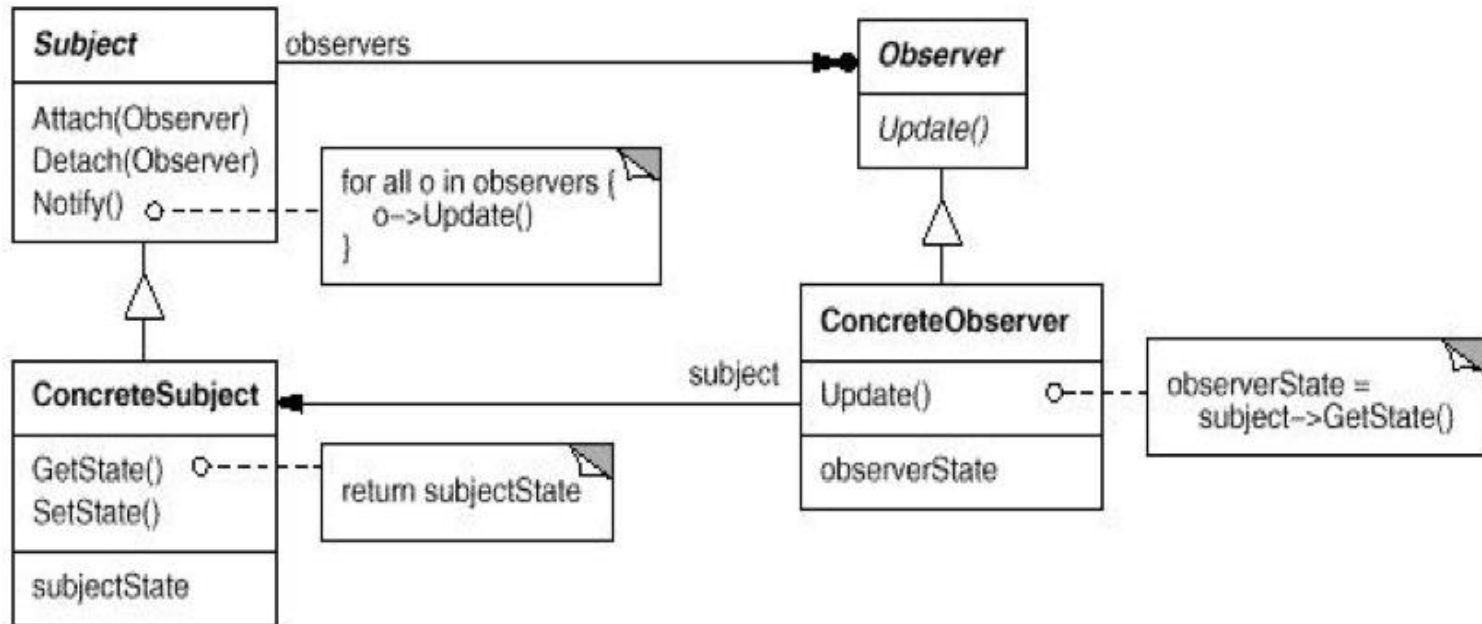 Subject
observers
Observer
Attach(Observer)
Detach(Observer)
Notify()
for all o in observers {
o->Update()
}
Update()
ConcreteSubject
GetState()
SetState()
subjectState
return subjectState
subject
ConcreteObserver
Update()
observerState
observerState =
subject->GetState()